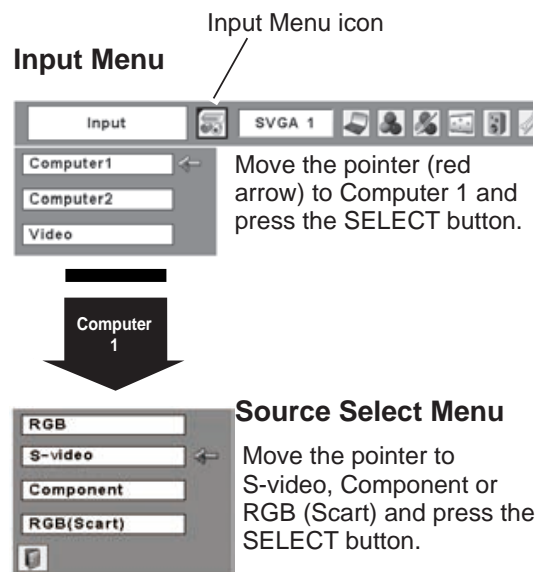 Input Menu icon
Input Menu
Input
SVGA 1
Computer1
Computer2
Video
Move the pointer (red
arrow) to Computer 1 and
press the SELECT button.
Computer
1
RGB
S-video
Component
RGB(Scart)
Source Select Menu
Move the pointer to
S-video, Component or
RGB (Scart) and press the
SELECT button.